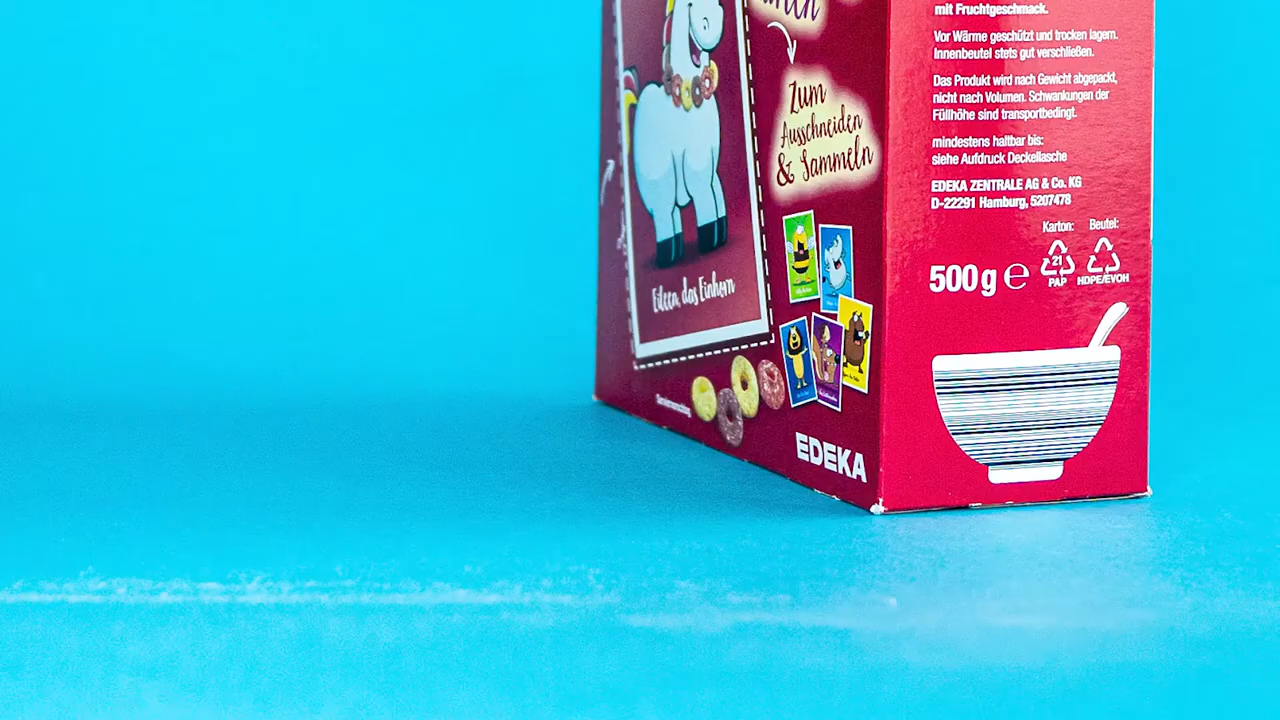 Zum
Ausschneiden
& Sammeln
Eileen, das Einhorn
EDEKA
mit Fruchtgeschmack.
Vor Wärme geschützt und trocken lagern.
Innenbeutel stets gut verschließen.
Das Produkt wird nach Gewicht abgepackt,
nicht nach Volumen. Schwankungen der
Füllhöhe sind transportbedingt.
mindestens haltbar bis:
siehe Aufdruck Deckellasche
EDEKA ZENTRALE AG & Co. KG
D-22291 Hamburg, 5207478
Karton: Beutel:
21
500 g e
PAP HDPE/EVOH